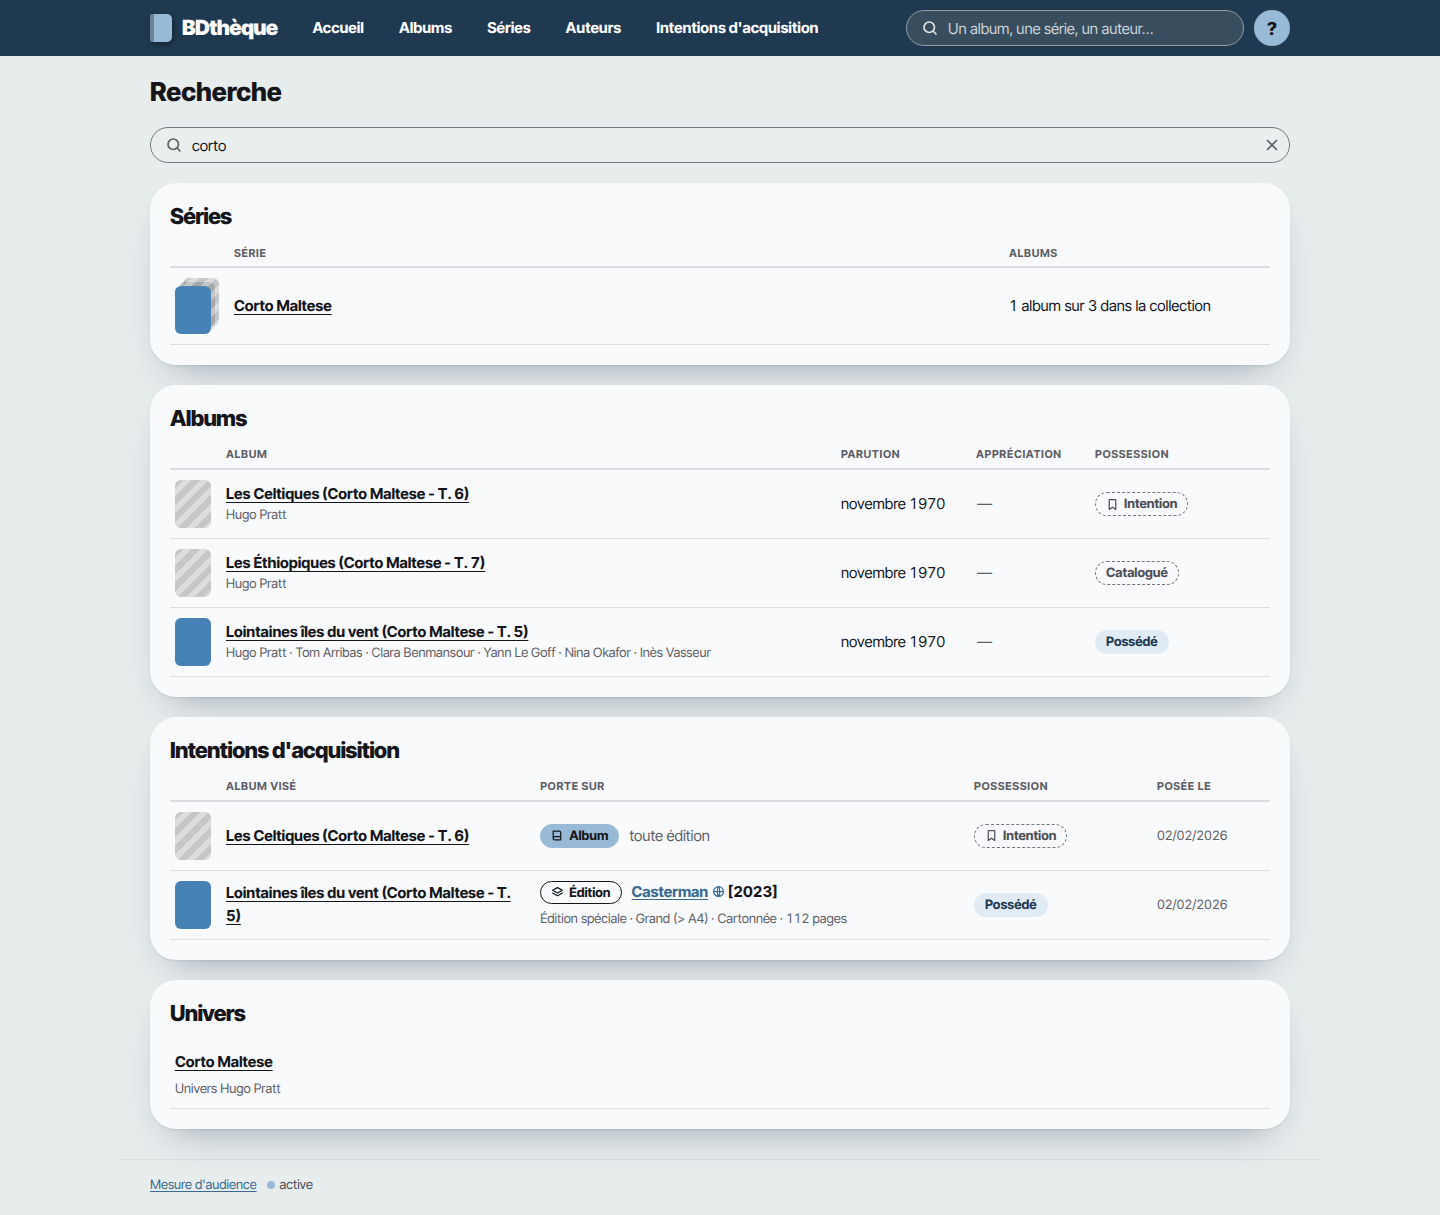 BDthèque Accueil Albums Séries Auteurs Intentions d'acquisition Un album, une série, un auteur... ?
Recherche
corto
Séries
SÉRIE ALBUMS
Corto Maltese 1 album sur 3 dans la collection
Albums
ALBUM PARUTION APPRÉCIATION POSSESSION
Les Celtiques (Corto Maltese - T. 6)
Hugo Pratt
novembre 1970 — Intention
Les Éthiopiques (Corto Maltese - T. 7)
Hugo Pratt
novembre 1970 — Catalogué
Lointaines îles du vent (Corto Maltese - T. 5)
Hugo Pratt · Tom Arribas · Clara Benmansour · Yann Le Goff · Nina Okafor · Inès Vasseur
novembre 1970 — Possédé
Intentions d'acquisition
ALBUM VISÉ PORTE SUR POSSESSION POSÉE LE
Les Celtiques (Corto Maltese - T. 6) Album toute édition Intention 02/02/2026
Lointaines îles du vent (Corto Maltese - T.
5)
Édition Casterman [2023]
Édition spéciale · Grand (> A4) · Cartonnée · 112 pages
Possédé 02/02/2026
Univers
Corto Maltese
Univers Hugo Pratt
Mesure d'audience active